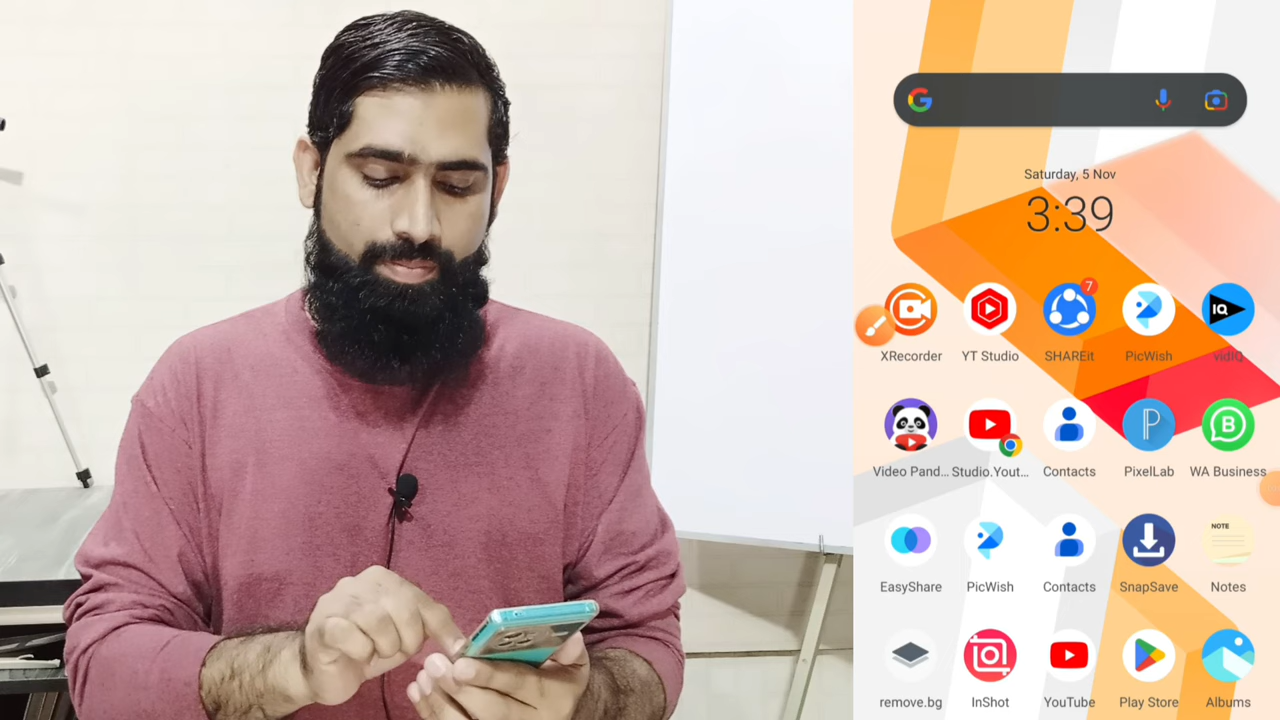 Saturday, 5 Nov
3:39
7
IQ
XRecorder YT Studio SHAREit PicWish vidIQ
P B
Video Pand... Studio.Yout... Contacts PixelLab WA Business
NOTE
EasyShare PicWish Contacts SnapSave Notes
remove.bg InShot YouTube Play Store Albums